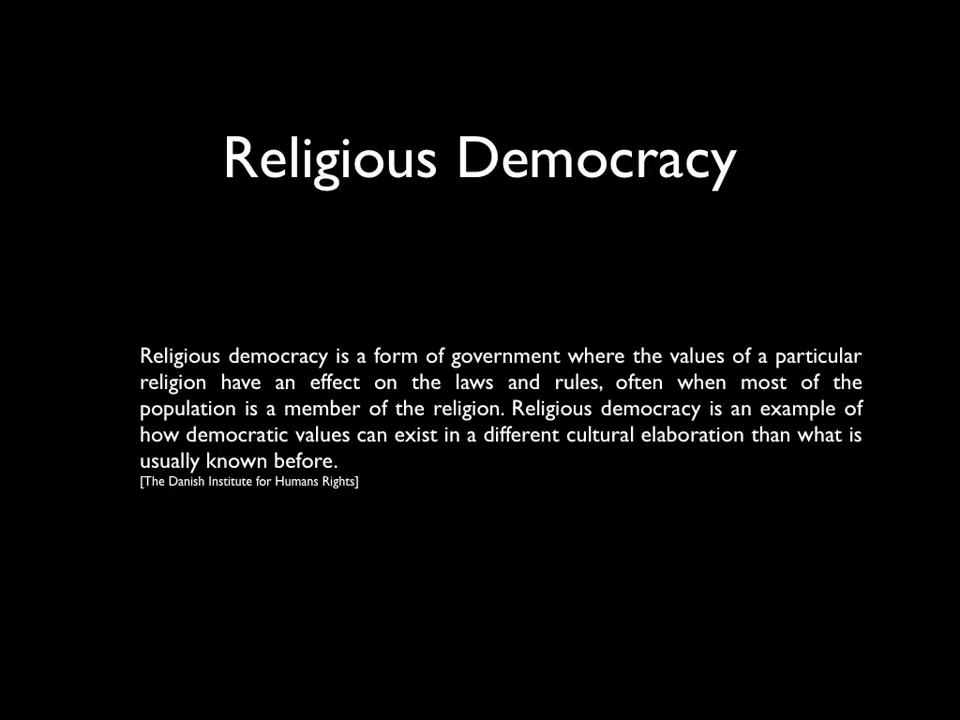 Religious Democracy
Religious democracy is a form of government where the values of a particular
religion have an effect on the laws and rules, often when most of the
population is a member of the religion. Religious democracy is an example of
how democratic values can exist in a different cultural elaboration than what is
usually known before.
[The Danish Institute for Humans Rights]